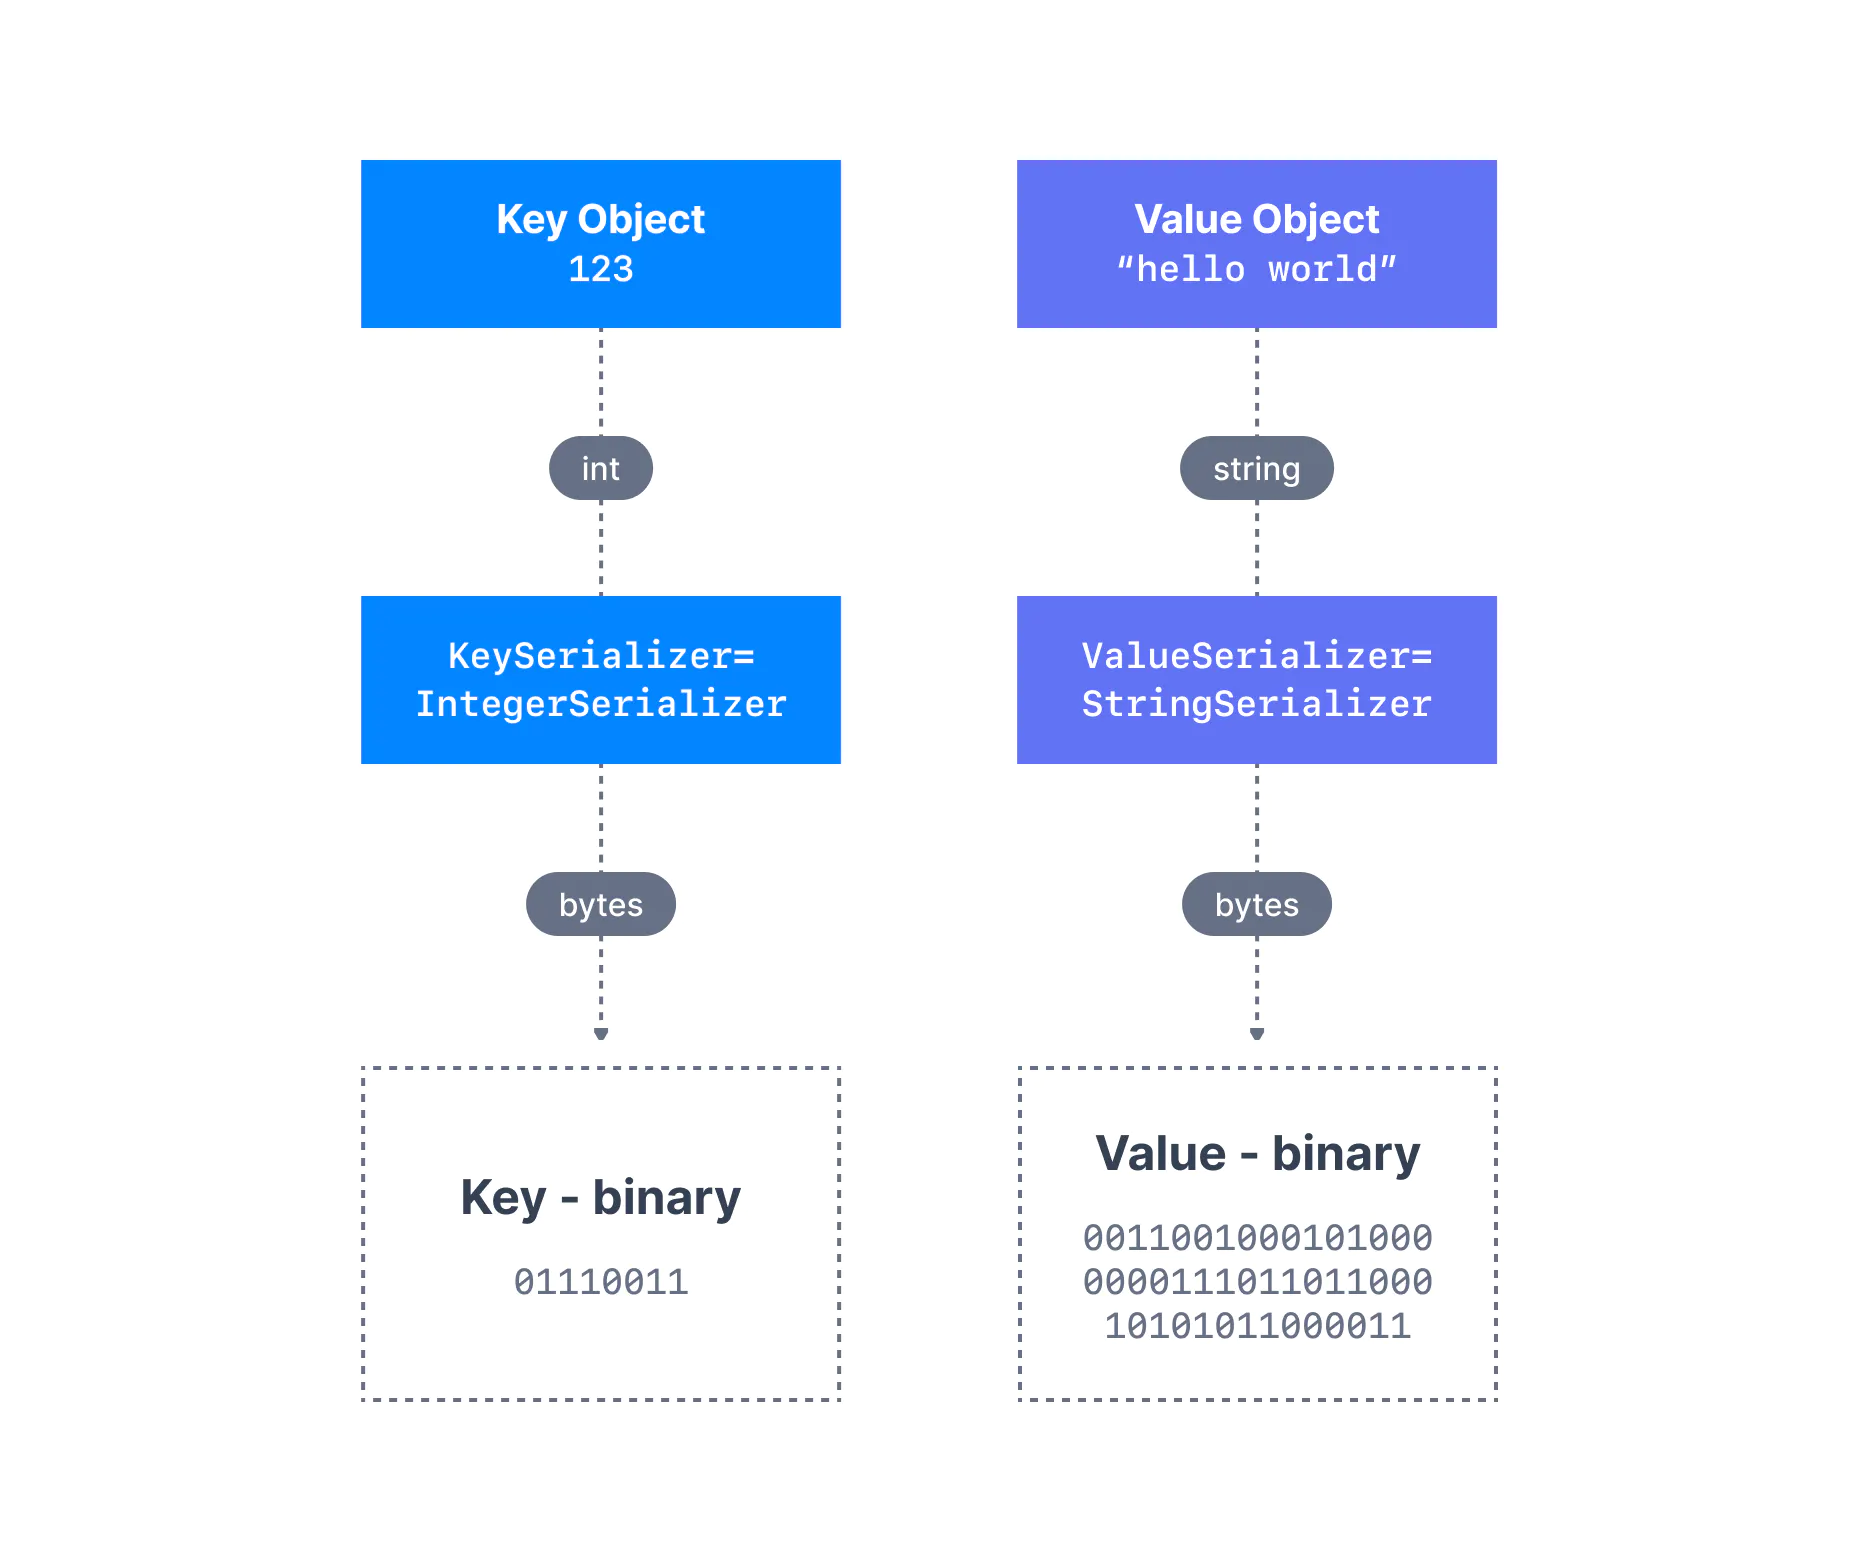 Key Object
123
int
KeySerializer=
IntegerSerializer
bytes
Key - binary
01110011
Value Object
“hello world”
string
ValueSerializer=
StringSerializer
bytes
Value - binary
0011001000101000
0000111011011000
10101011000011